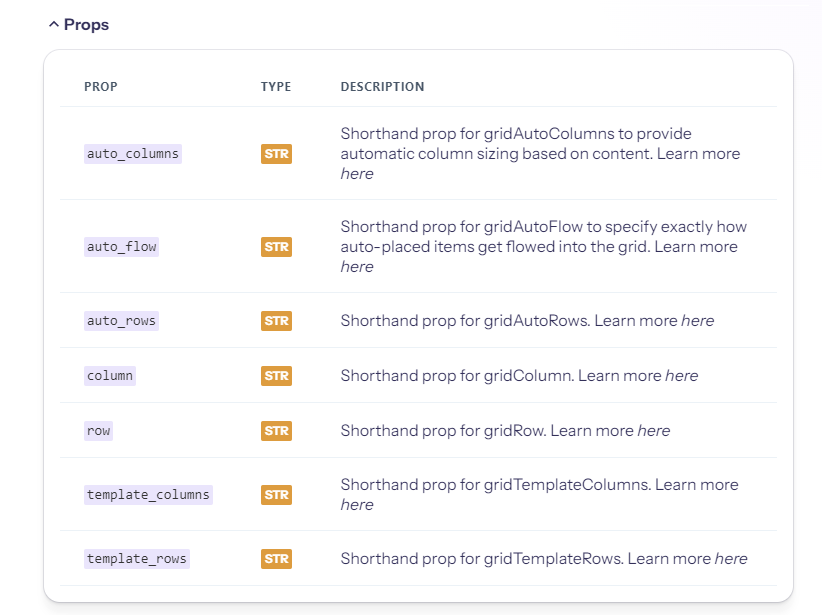 Props
PROP TYPE DESCRIPTION
auto_columns STR Shorthand prop for gridAutoColumns to provide
automatic column sizing based on content. Learn more
here
auto_flow STR Shorthand prop for gridAutoFlow to specify exactly how
auto-placed items get flowed into the grid. Learn more
here
auto_rows STR Shorthand prop for gridAutoRows. Learn more here
column STR Shorthand prop for gridColumn. Learn more here
row STR Shorthand prop for gridRow. Learn more here
template_columns STR Shorthand prop for gridTemplateColumns. Learn more
here
template_rows STR Shorthand prop for gridTemplateRows. Learn more here